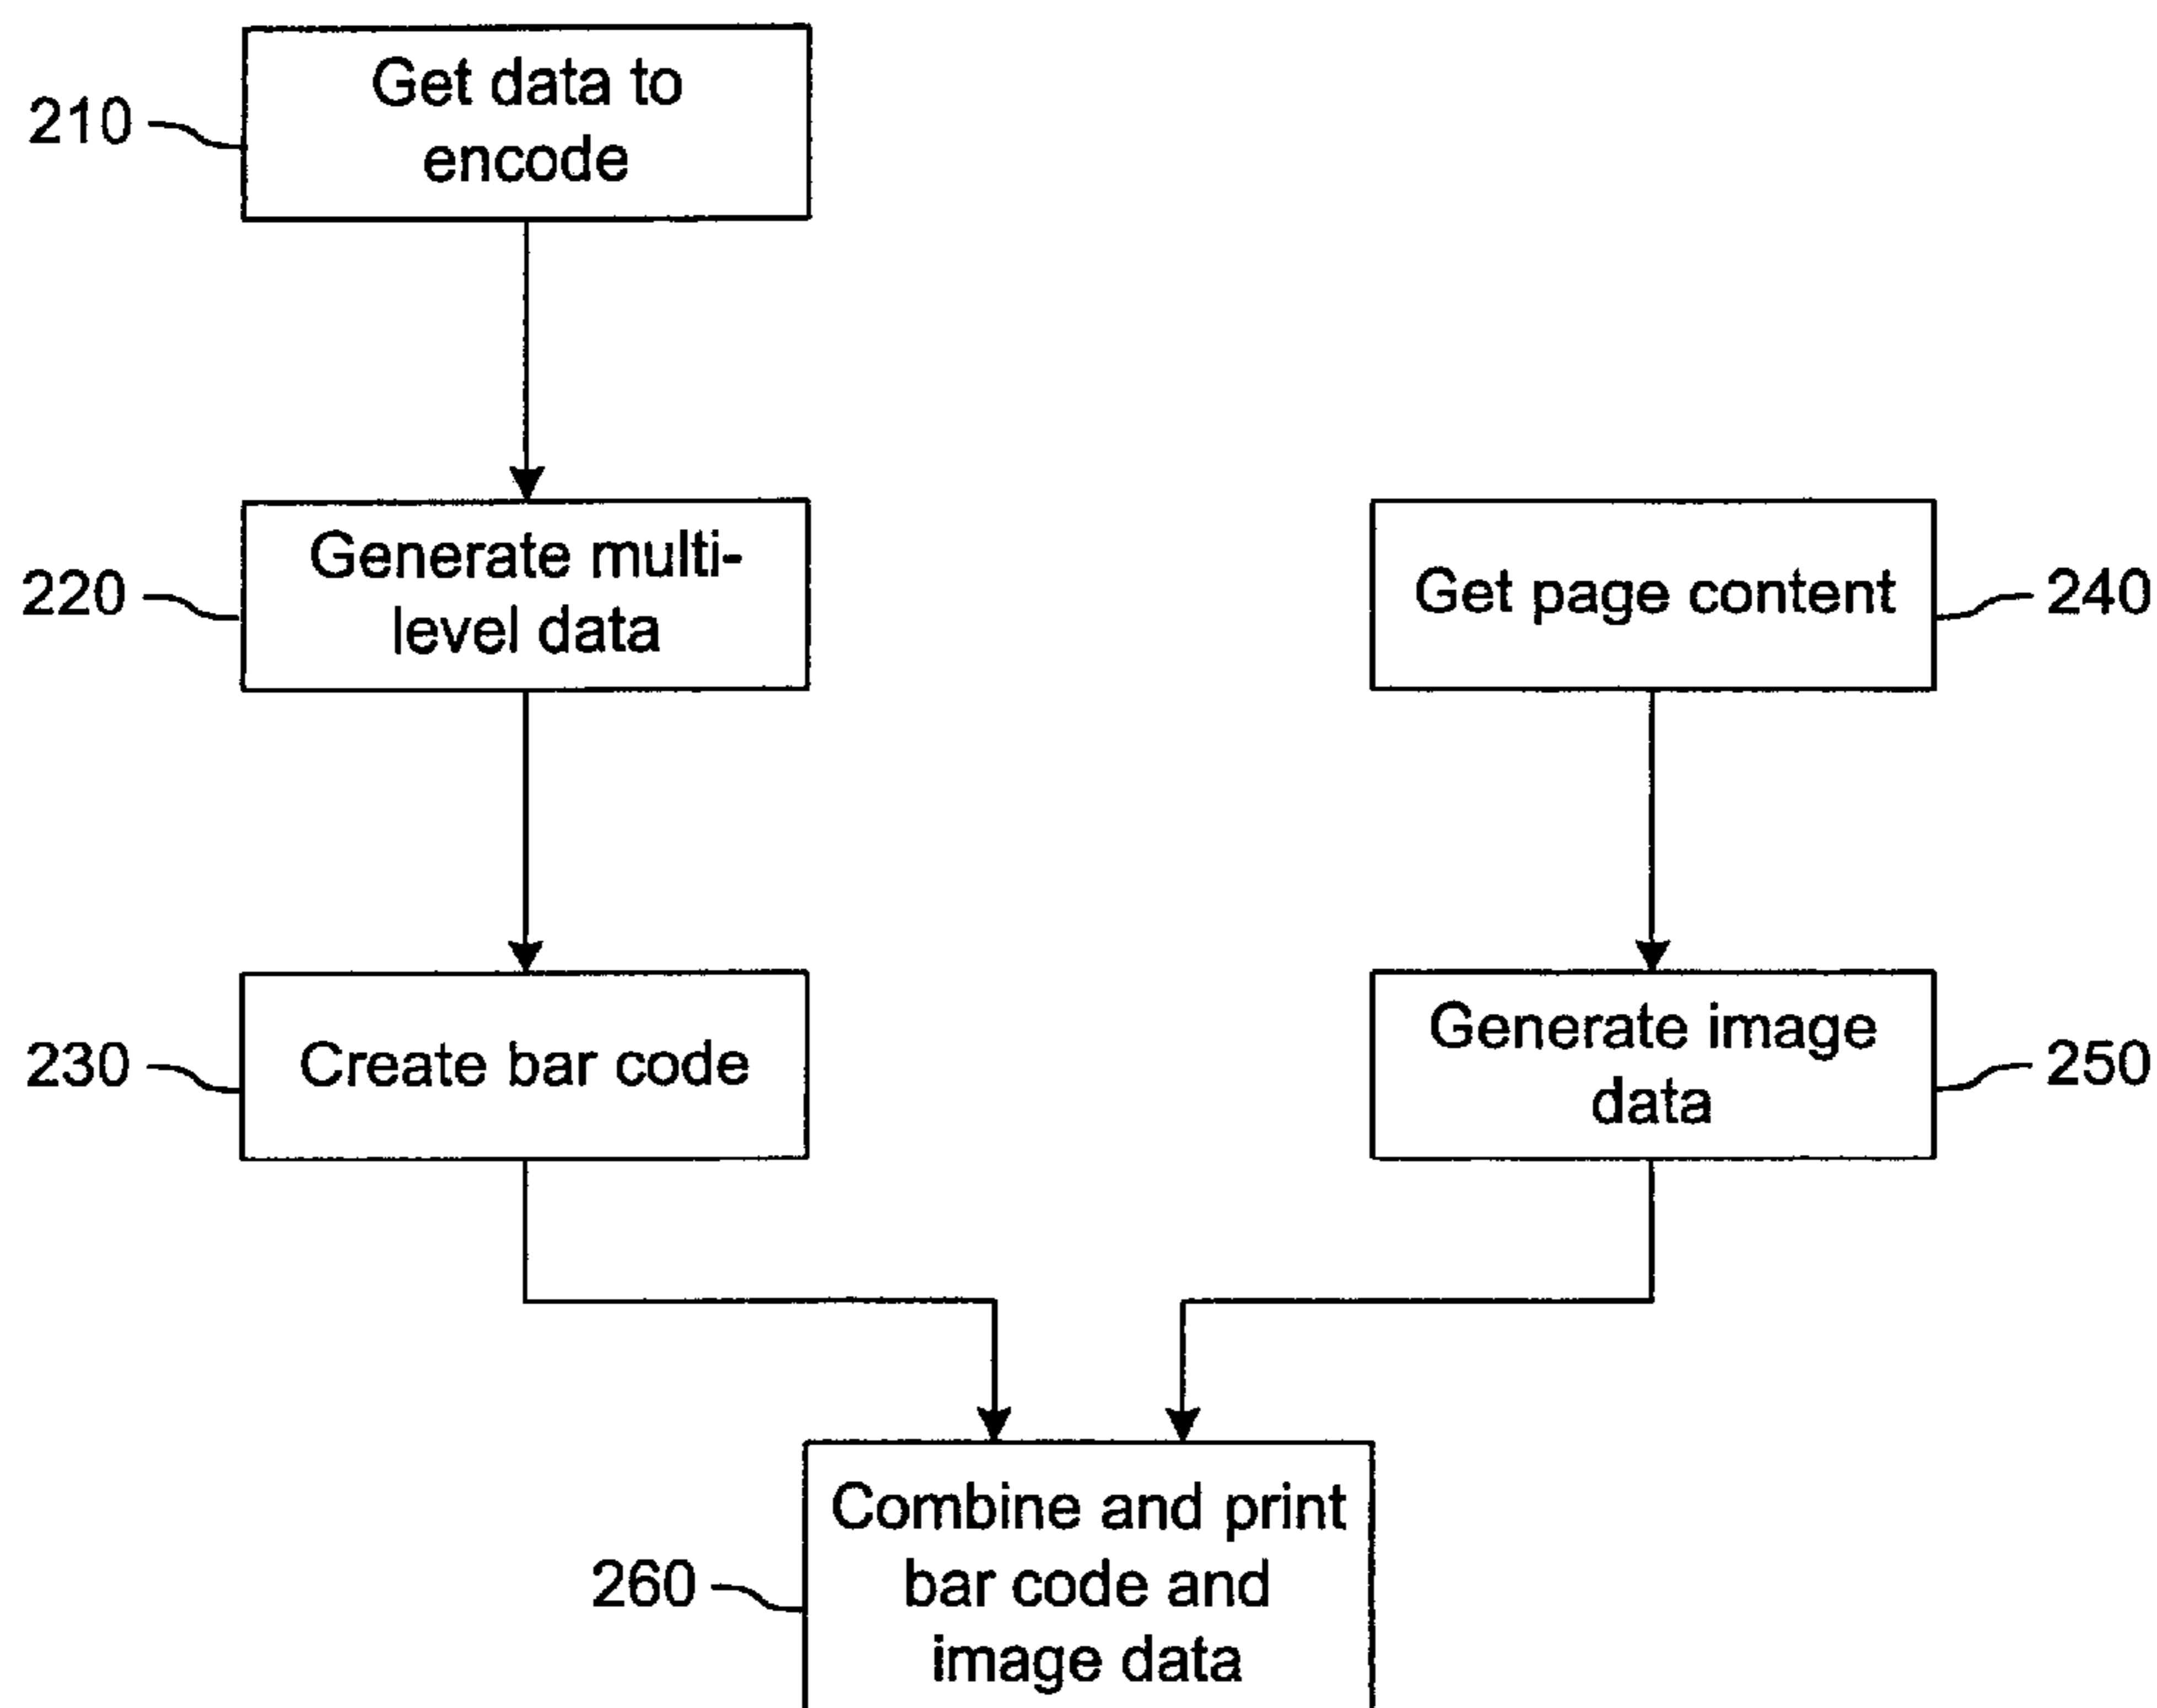 Get data to
encode
210
Generate multi-
level data
220
Get page content
240
Create bar code
230
Generate image
data
250
Combine and print
bar code and
image data
260